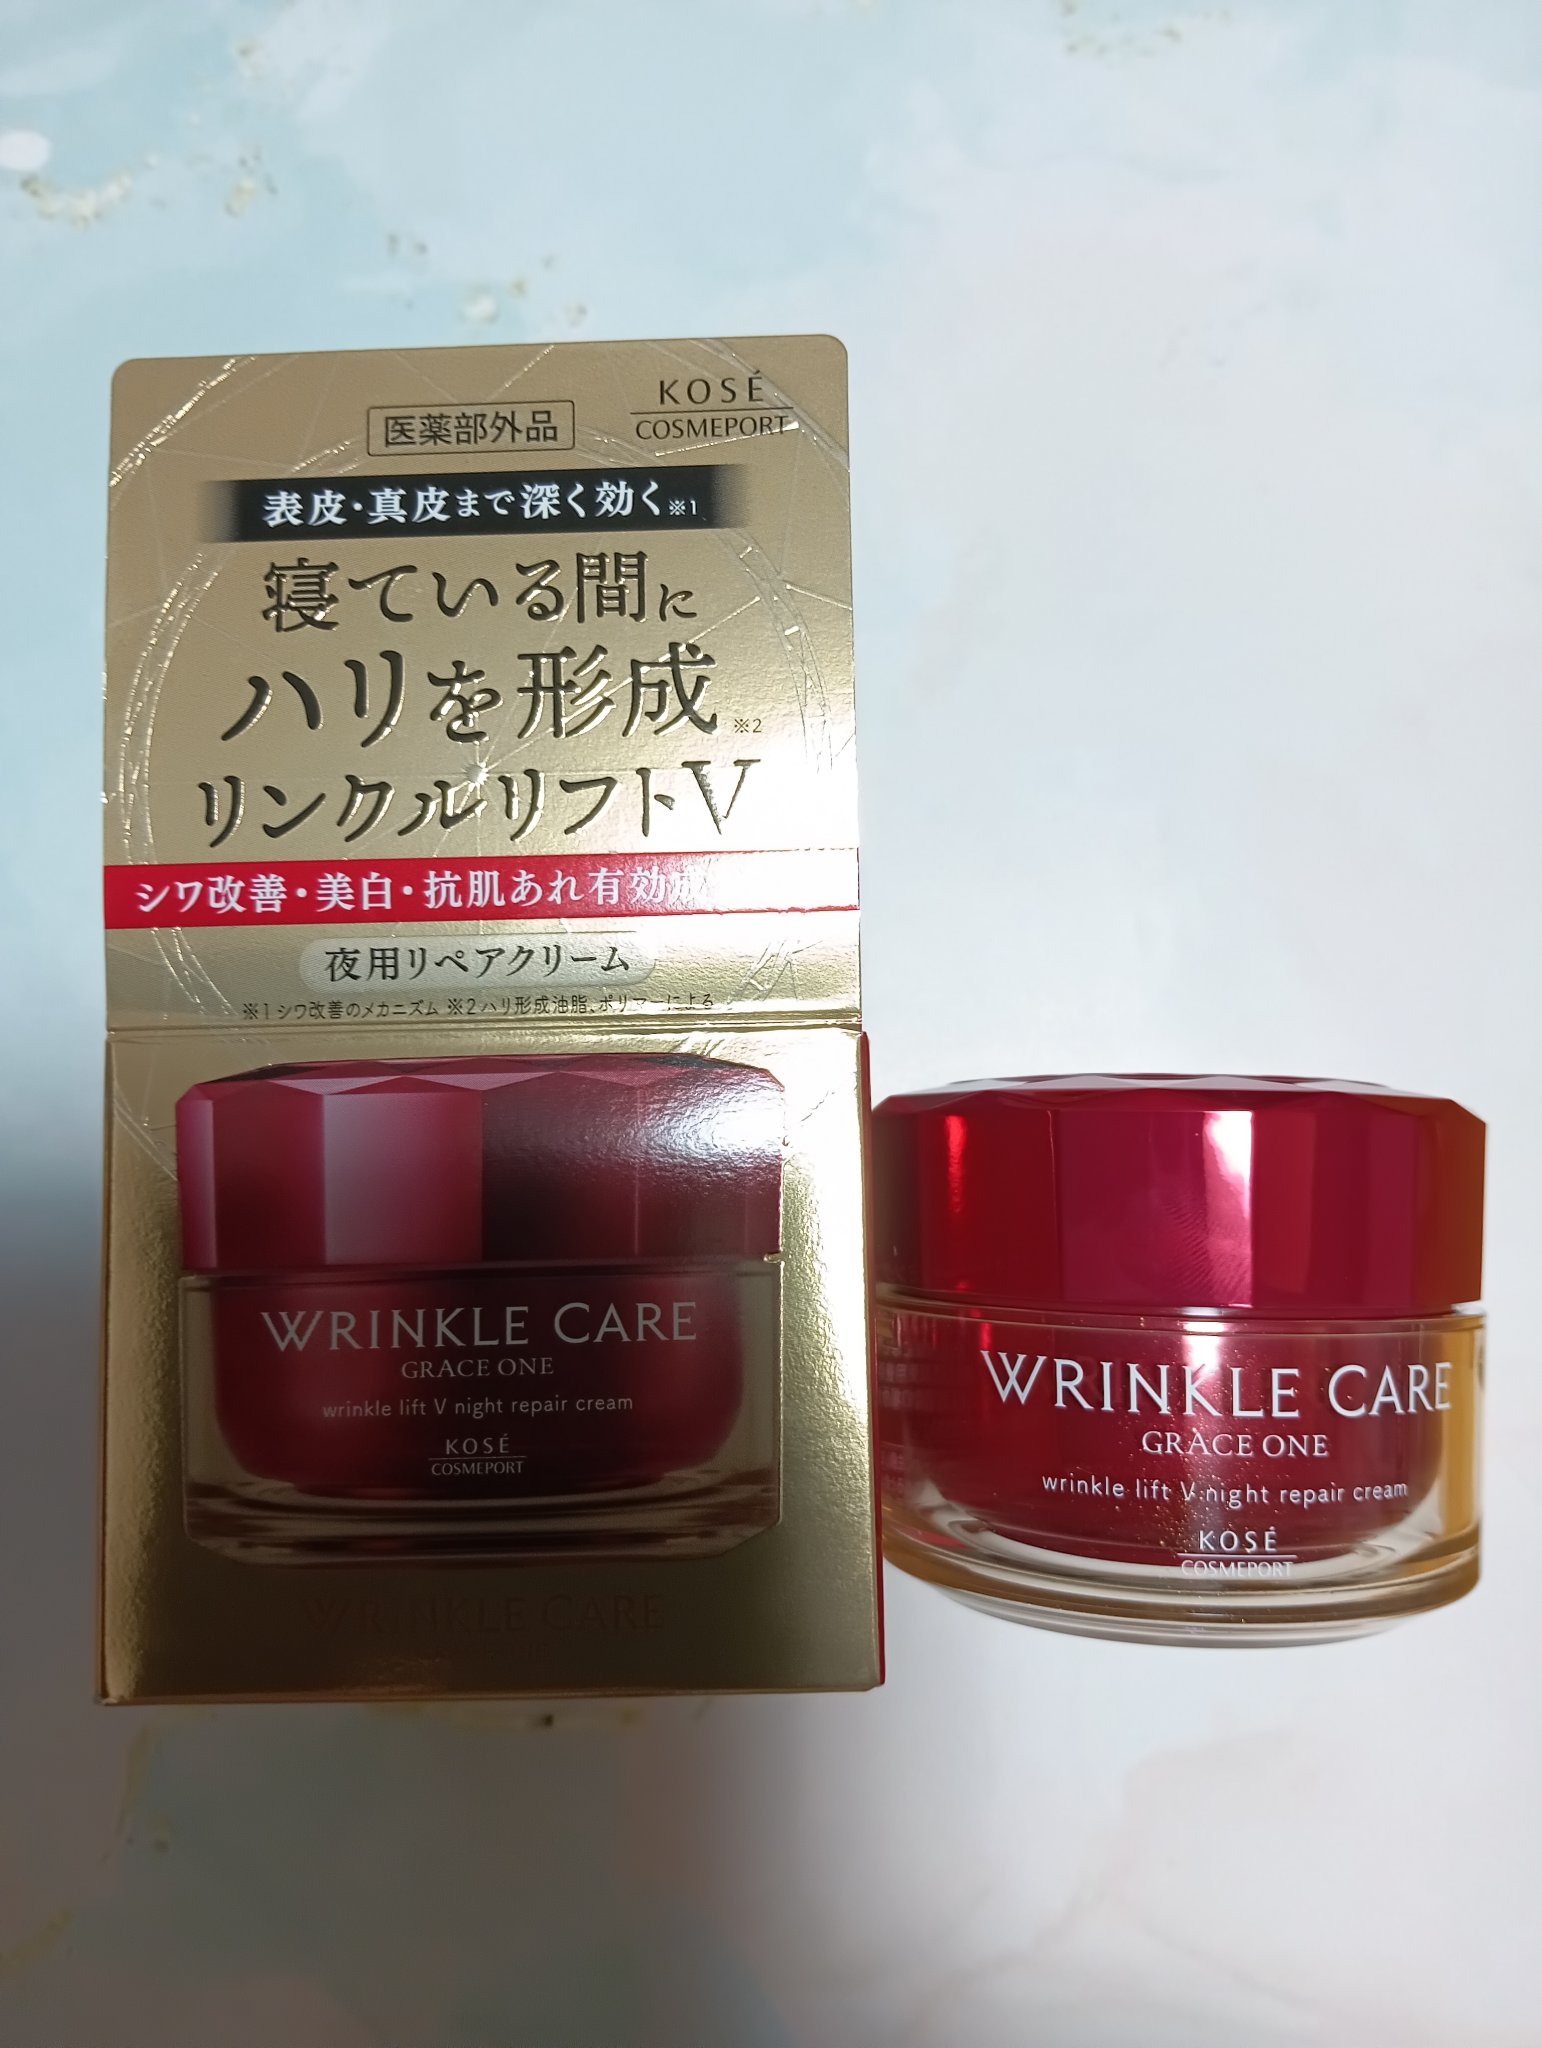 KOSÉ
COSMEPORT
医薬部外品
表皮・真皮まで深く効く※1
寝ている間に
ハリを形成※2
リンクルリフトV
シワ改善・美白・抗肌あれ有効成
夜用リペアクリーム
※1 シワ改善のメカニズム ※2 ハリ形成油脂、ポリマーによる
WRINKLE CARE
GRACE ONE
wrinkle lift V night repair cream
KOSÉ
COSMEPORT
WRINKLE CARE
WRINKLE CARE
GRACE ONE
wrinkle lift V night repair cream
KOSÉ
COSMEPORT